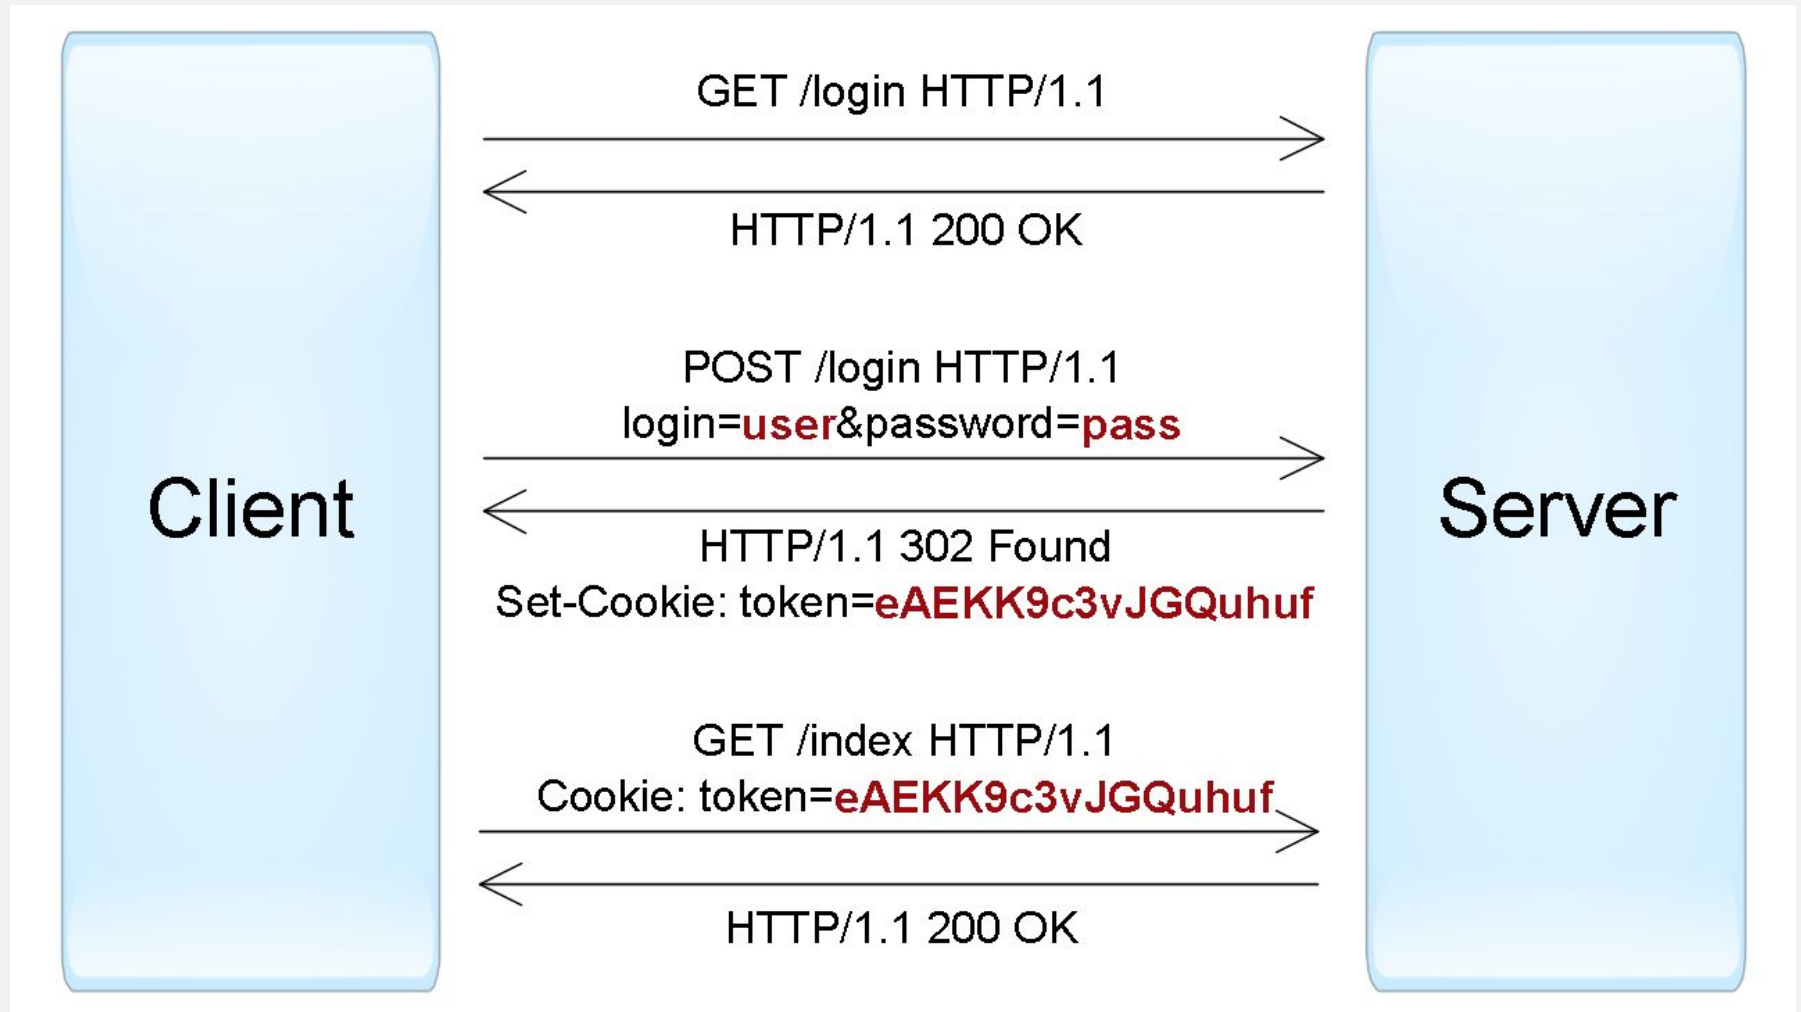 GET /login HTTP/1.1
HTTP/1.1 200 OK
POST /login HTTP/1.1
login=user&password=pass
Client
Server
HTTP/1.1 302 Found
Set-Cookie: token=eAEKK9c3vJGQuhuf
GET /index HTTP/1.1
Cookie: token=eAEKK9c3vJGQuhuf
HTTP/1.1 200 OK